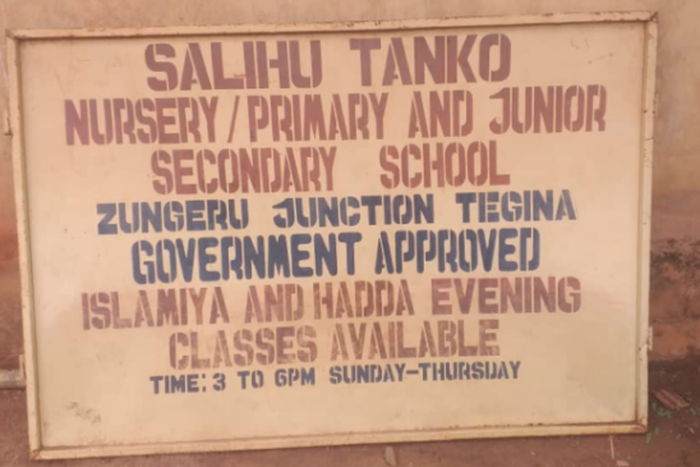 SALIHU TANKO
NURSERY/PRIMARY AND JUNIOR
SECONDARY SCHOOL
ZUNGERU JUNCTION TEGINA
GOVERNMENT APPROVED
ISLAMIYA AND HADDA EVENING
CLASSES AVAILABLE
TIME: 3 TO 6PM SUNDAY-THURSDAY